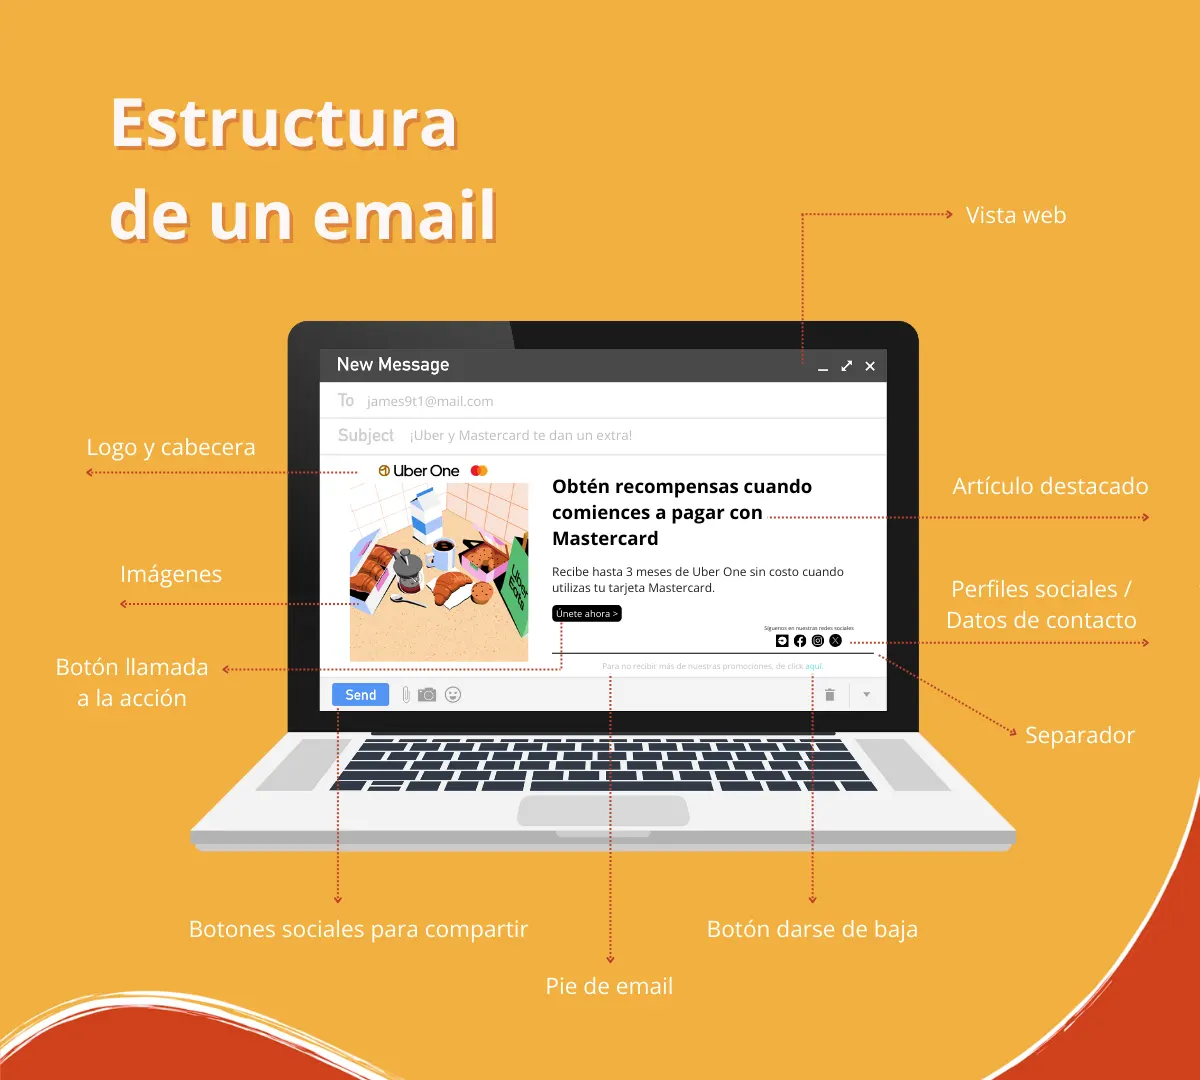 Estructura
de un email
Vista web
New Message
To james9t1@mail.com
Subject ¡Uber y Mastercard te dan un extra!
Logo y cabecera
Uber One
Obtén recompensas cuando
comiences a pagar con
Mastercard
Artículo destacado
Imágenes
Uber
Eats
Recibe hasta 3 meses de Uber One sin costo cuando
utilizas tu tarjeta Mastercard.
Únete ahora >
Perfiles sociales /
Datos de contacto
Síguenos en nuestras redes sociales
Botón llamada
a la acción
Para no recibir más de nuestras promociones, de click aquí.
Send
Separador
Botones sociales para compartir
Botón darse de baja
Pie de email